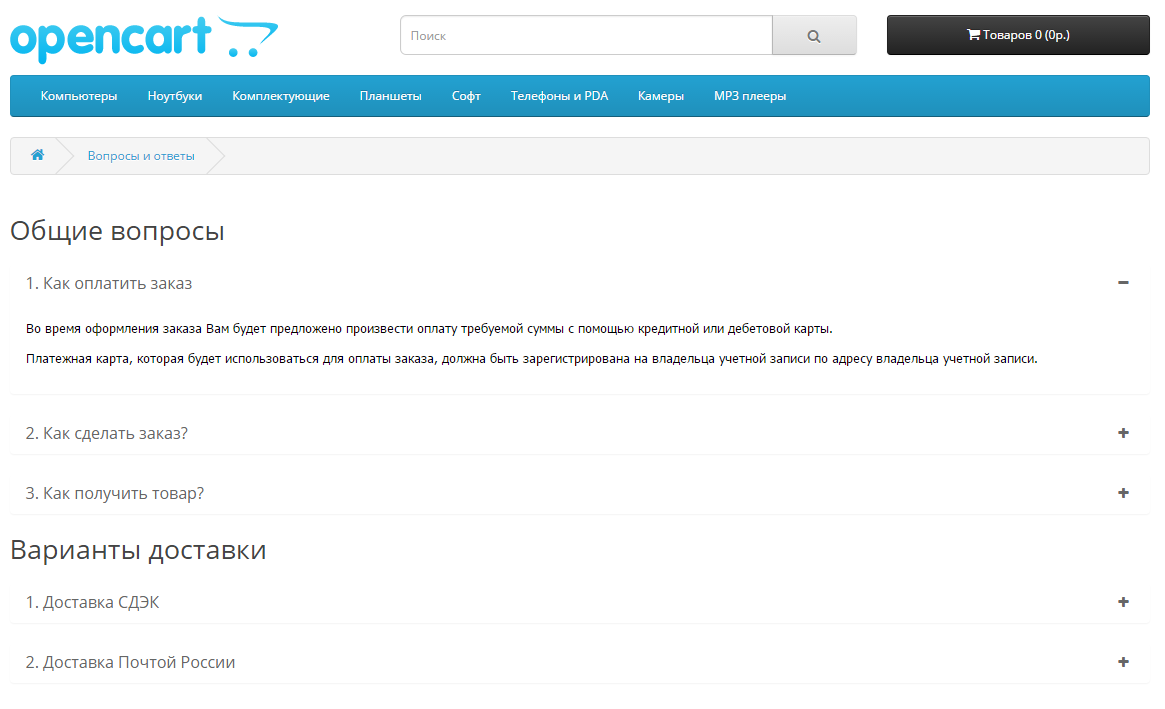 opencart
Поиск
Товаров 0 (0р.)
Компьютеры Ноутбуки Комплектующие Планшеты Софт Телефоны и PDA Камеры MP3 плееры
Вопросы и ответы
Общие вопросы
1. Как оплатить заказ
Во время оформления заказа Вам будет предложено произвести оплату требуемой суммы с помощью кредитной или дебетовой карты.
Платежная карта, которая будет использоваться для оплаты заказа, должна быть зарегистрирована на владельца учетной записи по адресу владельца учетной записи.
2. Как сделать заказ?
3. Как получить товар?
Варианты доставки
1. Доставка СДЭК
2. Доставка Почтой России